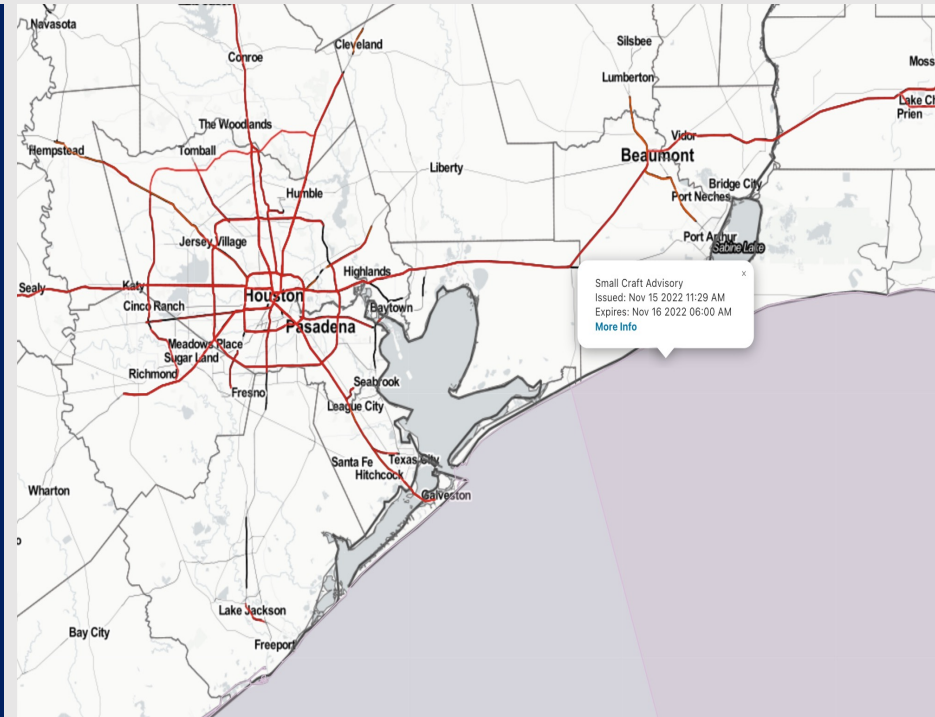 Navasota
Cleveland
Conroe
Silsbee
Moss
Lumberton
Lake Ch
Prien
The Woodlands
Vidor
Hempstead
Tomball
Beaumont
Liberty
Humble
Bridge City
Port Neches
Port Arthur
Sabine Lake
Jersey Village
Highlands
Sealy
Katy
Houston
Cinco Ranch
Baytown
Pasadena
Meadows Place
Sugar Land
Richmond
Fresno
Seabrook
League City
x
Small Craft Advisory
Issued: Nov 15 2022 11:29 AM
Expires: Nov 16 2022 06:00 AM
More Info
Santa Fe
Texas City
Hitchcock
Galveston
Wharton
o
Lake Jackson
Bay City
Freeport